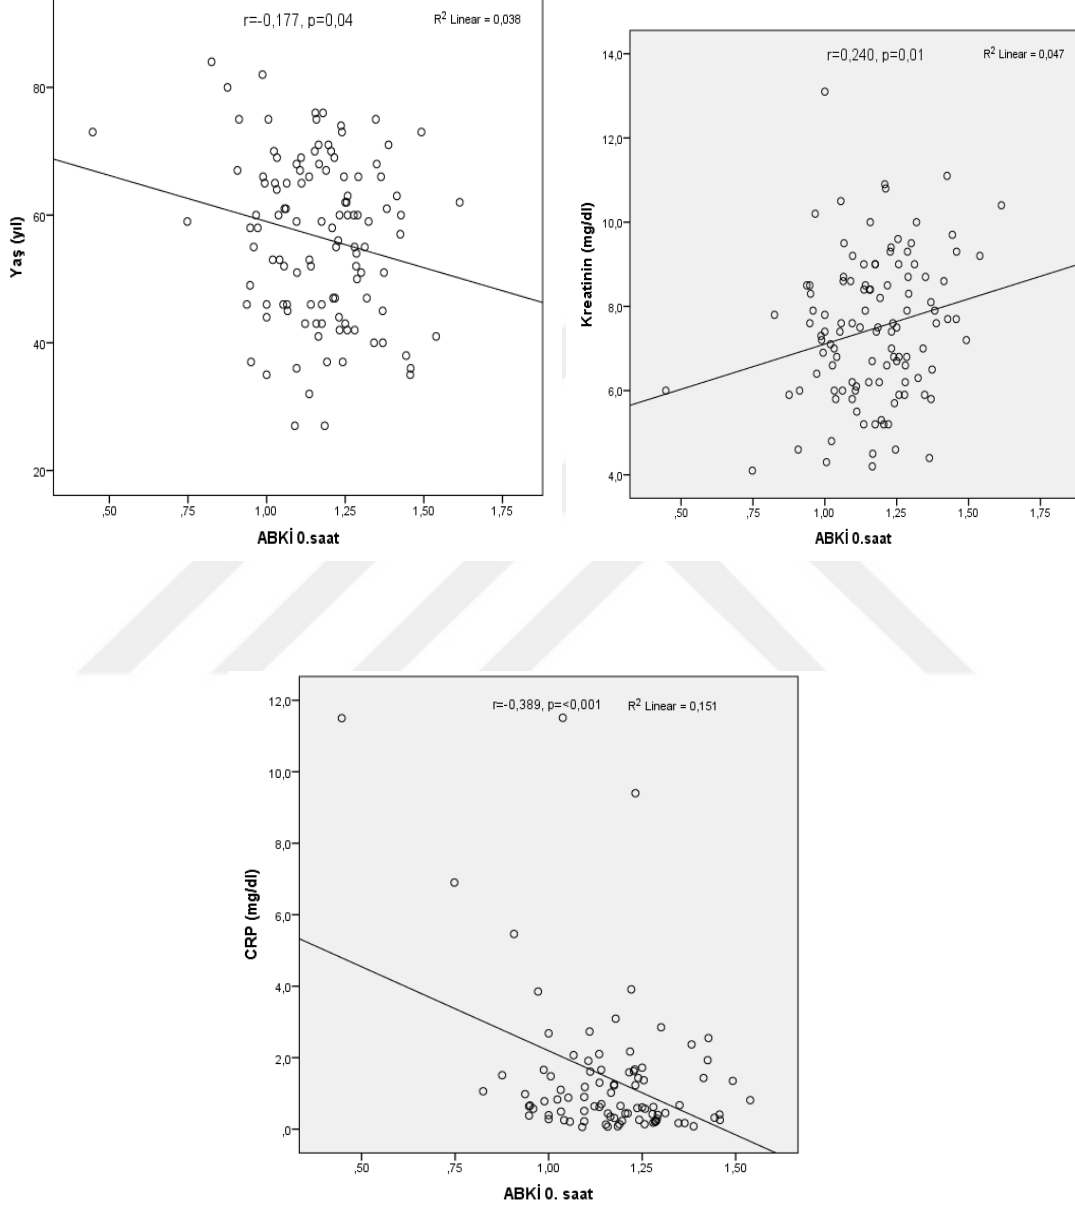 r=-0,177, p=0,04
R2 Linear = 0,038
80
60
40
20
Yaş (yıl)
,50 ,75 1,00 1,25 1,50 1,75
ABKİ 0.saat
r=0,240, p=0,01
R2 Linear = 0,047
14,0
12,0
10,0
8,0
6,0
4,0
Kreatinin (mg/dl)
,50 ,75 1,00 1,25 1,50 1,75
ABKİ 0.saat
r=-0,389, p=<0,001
R2 Linear = 0,151
12,0
10,0
8,0
6,0
4,0
2,0
,0
CRP (mg/dl)
,50 ,75 1,00 1,25 1,50
ABKİ 0. saat